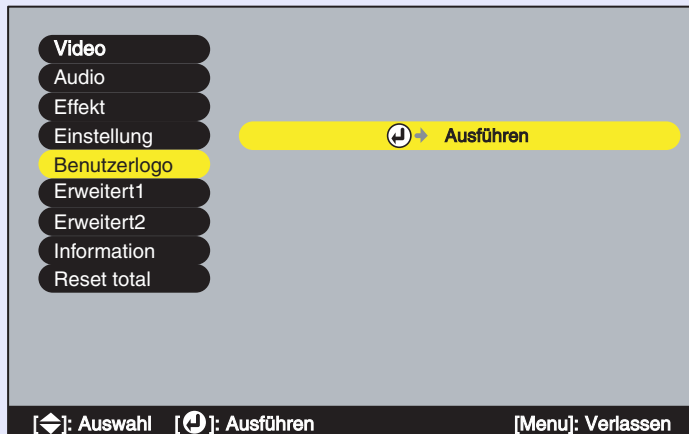 Video
Audio
Effekt
Einstellung
Ausführen
Benutzerlogo
Erweitert1
Erweitert2
Information
Reset total
[ ]: Auswahl [ ]: Ausführen [Menu]: Verlassen